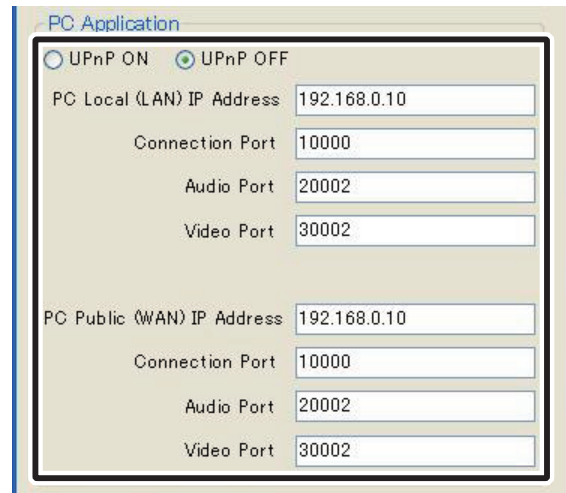 PC Application
UPnP ON UPnP OFF
PC Local (LAN) IP Address 192.168.0.10
Connection Port 10000
Audio Port 20002
Video Port 30002
PC Public (WAN) IP Address 192.168.0.10
Connection Port 10000
Audio Port 20002
Video Port 30002